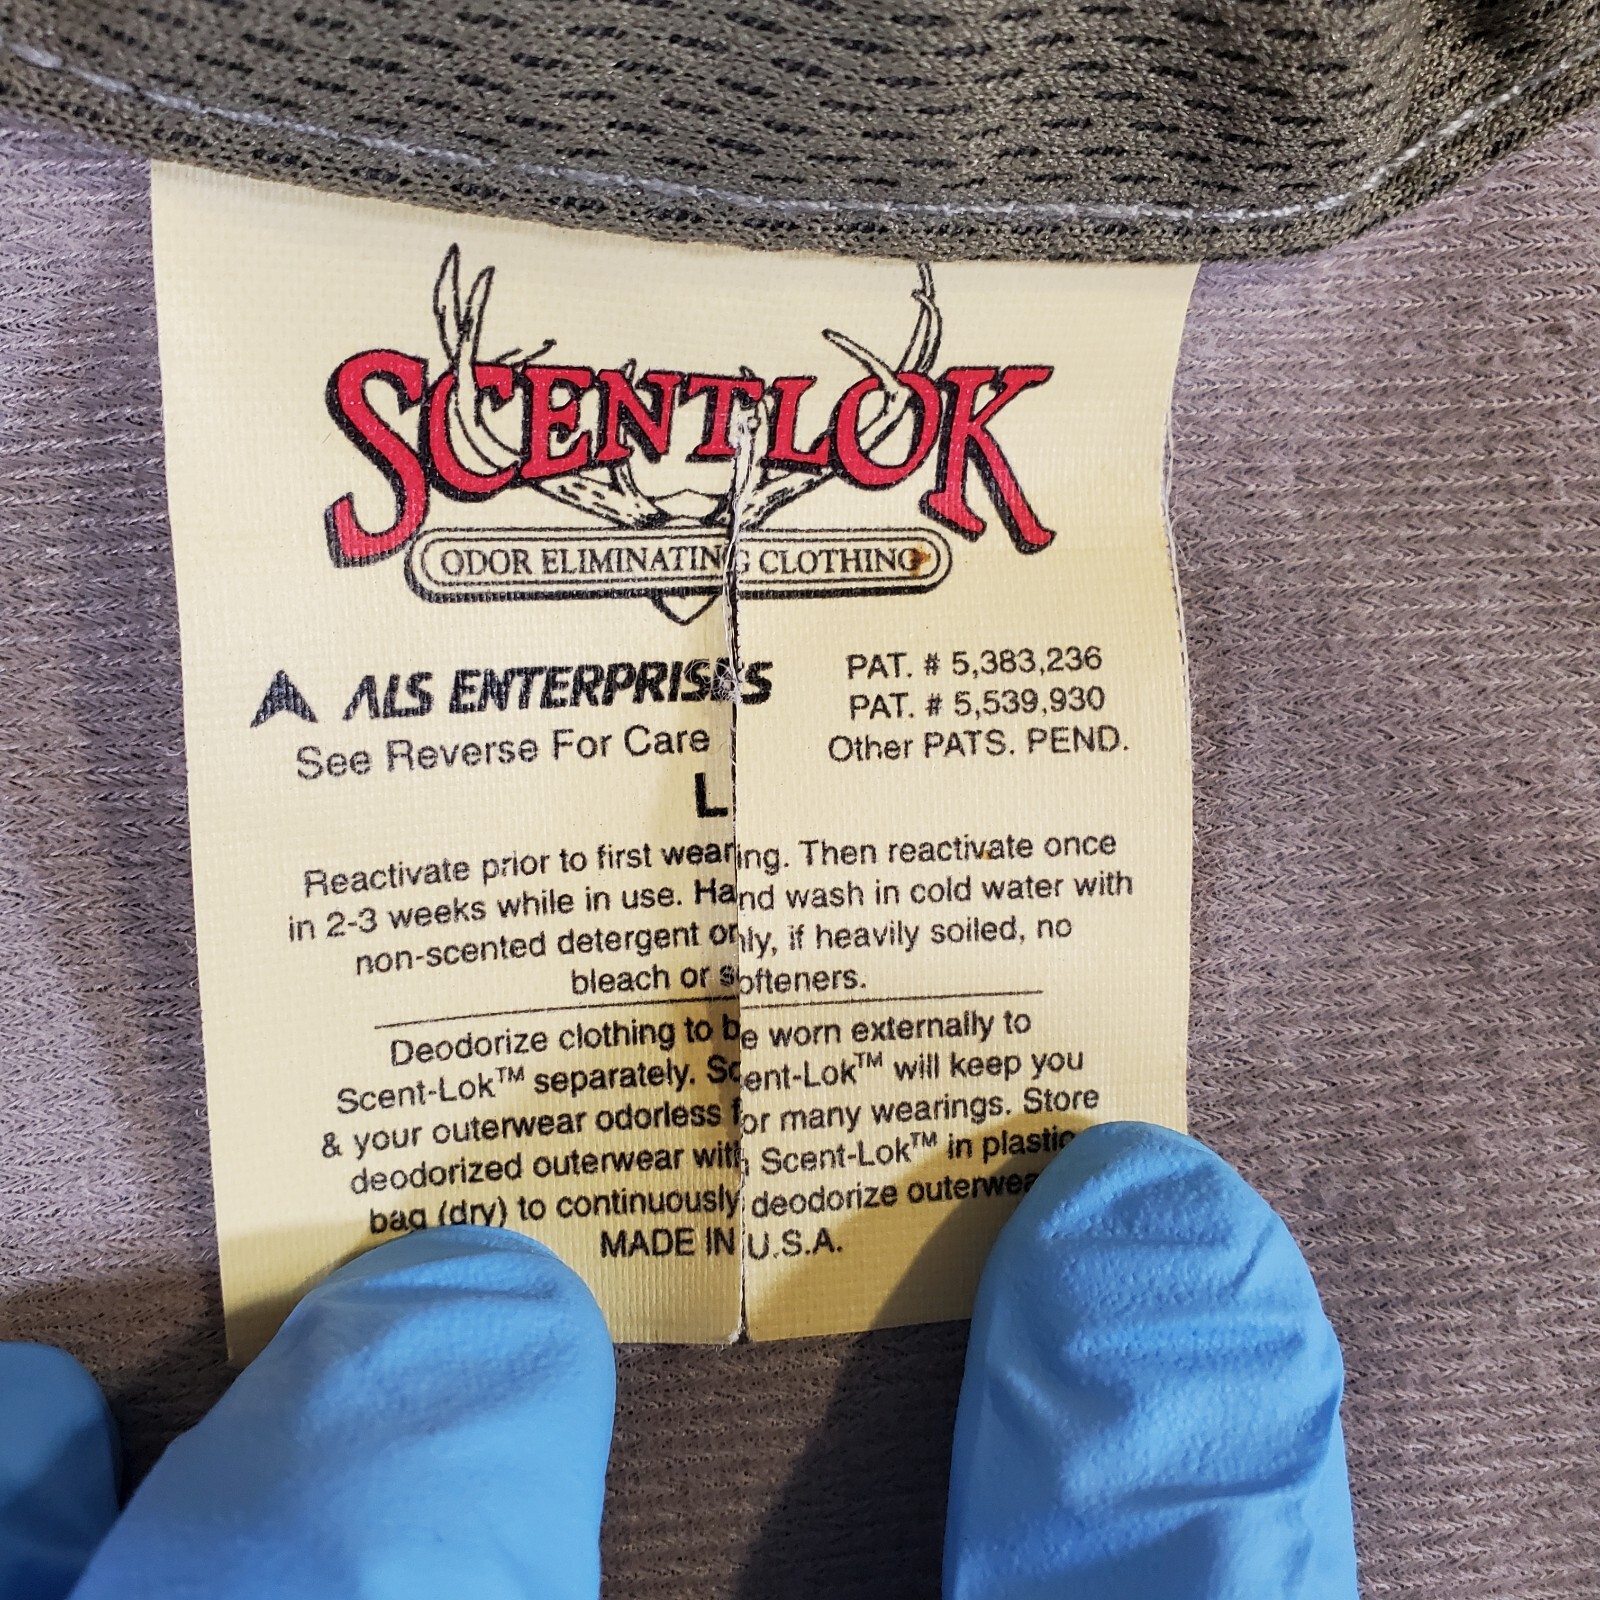 SCENTLOK
ODOR ELIMINATING CLOTHING
ALS ENTERPRISES
See Reverse For Care
PAT. # 5,383,236
PAT. # 5,539,930
Other PATS. PEND.
L
Reactivate prior to first wearing. Then reactivate once
in 2-3 weeks while in use. Hand wash in cold water with
non-scented detergent only, if heavily soiled, no
bleach or softeners.
Deodorize clothing to be worn externally to
Scent-Lok™ separately. Scent-Lok™ will keep you
& your outerwear odorless for many wearings. Store
deodorized outerwear with Scent-Lok™ in plastic
bag (dry) to continuously deodorize outerwear
MADE IN U.S.A.